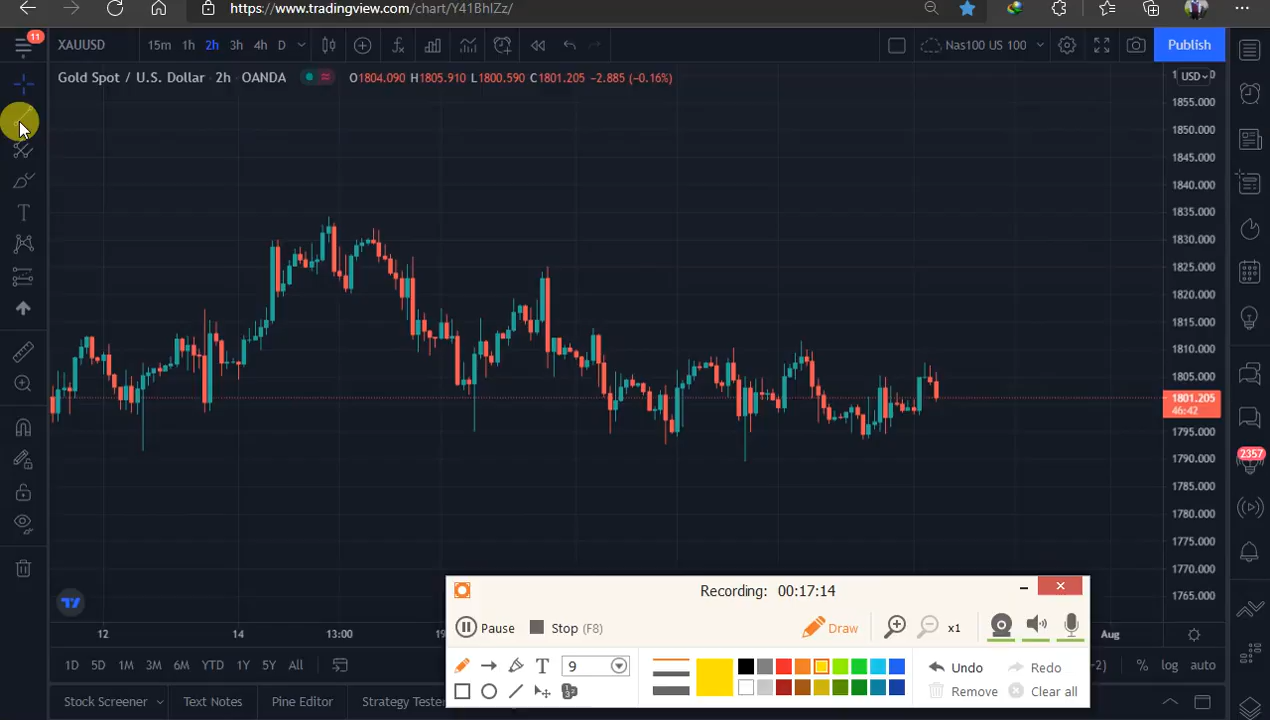 https://www.tradingview.com/chart/Y41BhlZz/
11
XAUUSD 15m 1h 2h 3h 4h D Nas100 US 100 Publish
Gold Spot / U.S. Dollar · 2h · OANDA O1804.090 H1805.910 L1800.590 C1801.205 −2.885 (−0.16%)
USD
1855.000
1850.000
1845.000
1840.000
1835.000
1830.000
1825.000
1820.000
1815.000
1810.000
1805.000
1801.205
46:42
1795.000
1790.000
1785.000
1780.000
1775.000
1770.000
1765.000
2357
12 14 13:00 19 Aug
1D 5D 1M 3M 6M YTD 1Y 5Y All % log auto
Stock Screener Text Notes Pine Editor Strategy Tester
Recording: 00:17:14
Pause Stop (F8) Draw x1
T 9 Undo Redo
Remove Clear all